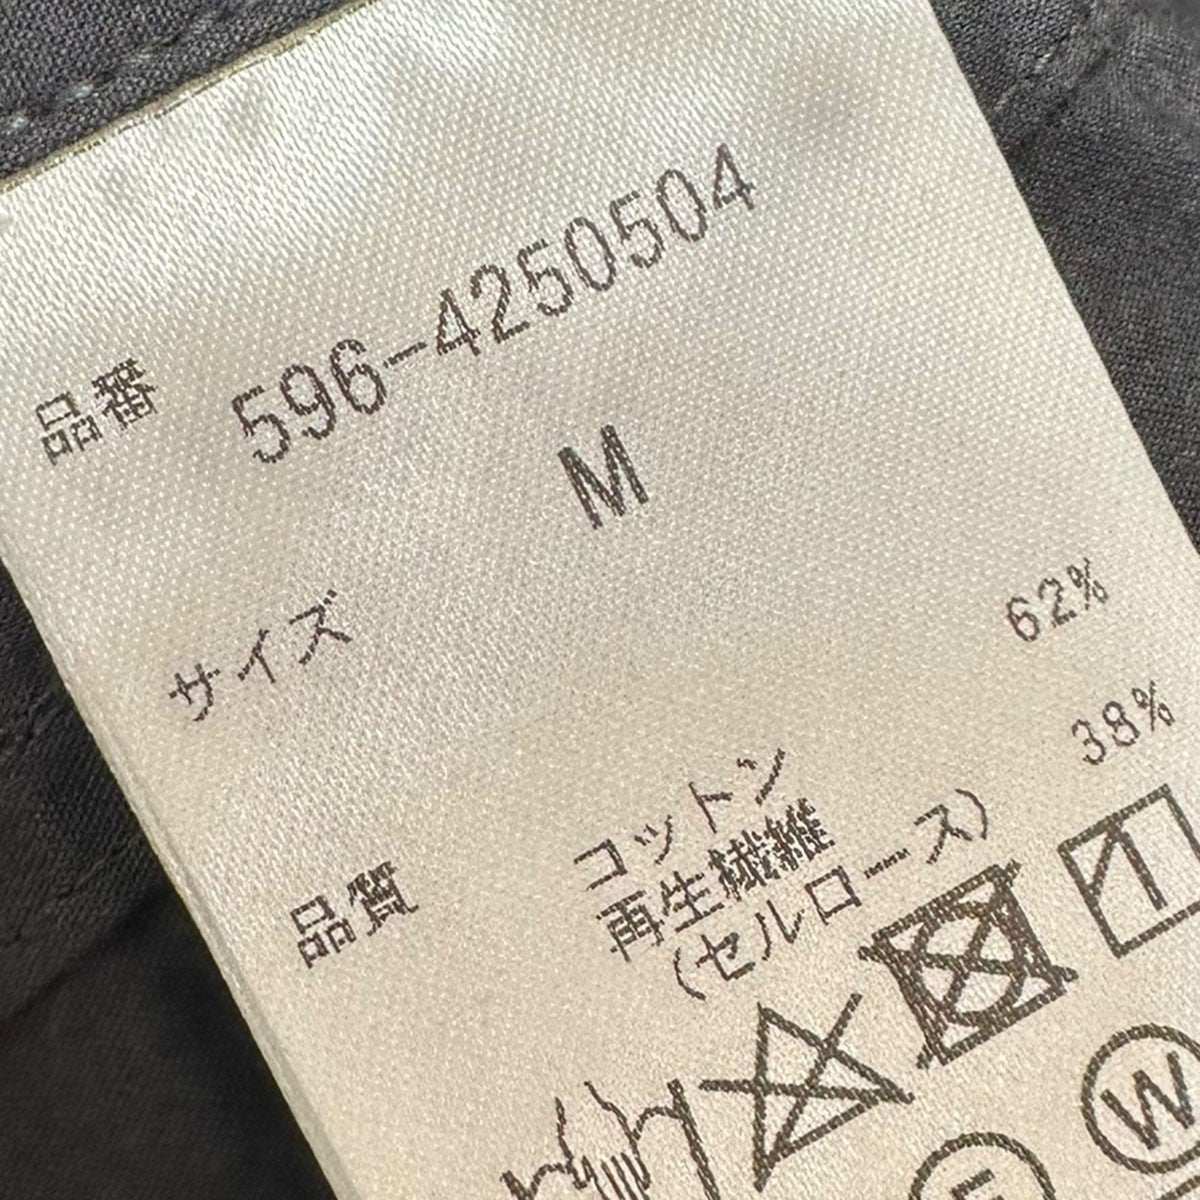 品番 596-4250504
サイズ M
品質 コットン 62%
再生繊維 38%
(セルロース)
W
F